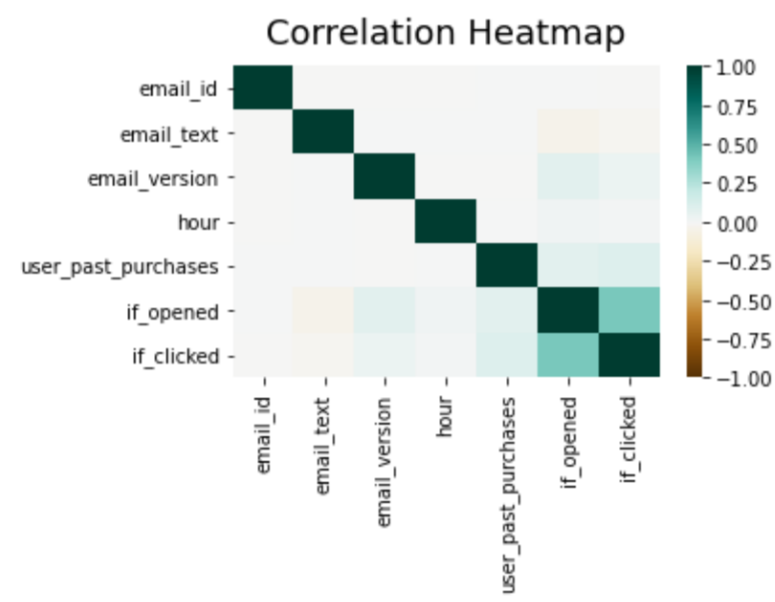 Correlation Heatmap
email_id
email_text
email_version
hour
user_past_purchases
if_opened
if_clicked
email_id
email_text
email_version
hour
user_past_purchases
if_opened
if_clicked
1.00
0.75
0.50
0.25
0.00
−0.25
−0.50
−0.75
−1.00